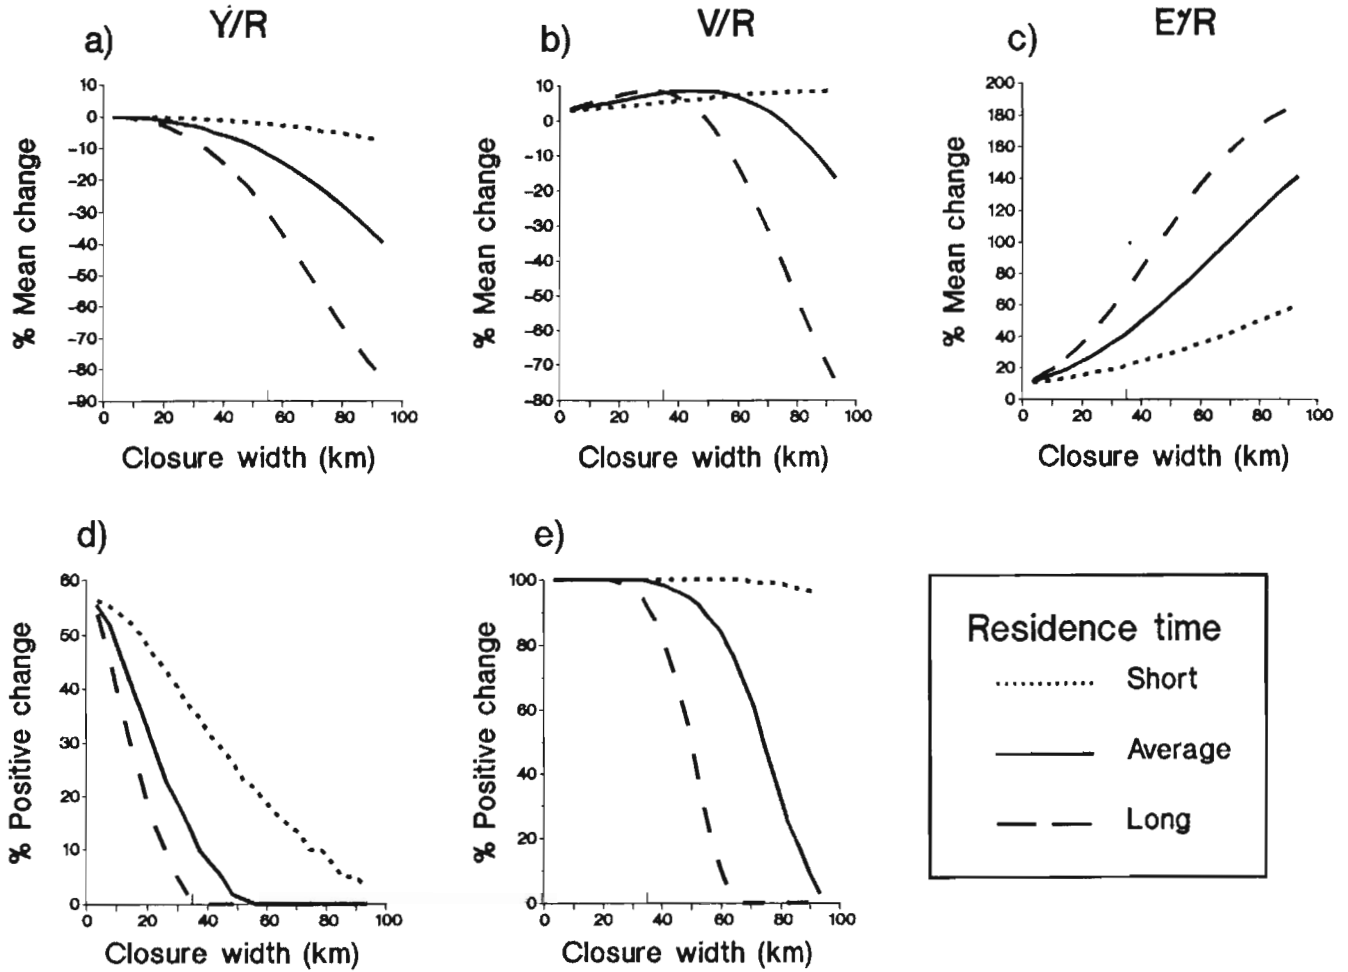 a) Y/R
b) V/R
c) E/R
% Mean change
10
0
-10
-20
-30
-40
-50
-60
-70
-80
-90
0 20 40 60 80 100
Closure width (km)
% Mean change
10
0
-10
-20
-30
-40
-50
-60
-70
-80
0 20 40 60 80 100
Closure width (km)
% Mean change
200
180
160
140
120
100
80
60
40
20
0
0 20 40 60 80 100
Closure width (km)
d)
% Positive change
60
50
40
30
20
10
0
0 20 40 60 80 100
Closure width (km)
e)
% Positive change
100
80
60
40
20
0
0 20 40 60 80 100
Closure width (km)
Residence time
Short
Average
Long